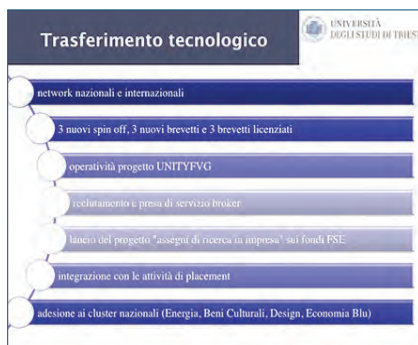 Trasferimento tecnologico
UNIVERSITÀ
DEGLI STUDI DI TRIEST
network nazionali e internazionali
3 nuovi spin off, 3 nuovi brevetti e 3 brevetti licenziati
operatività progetto UNITYFVG
reclutamento e presa di servizio broker
lancio del progetto "assegni di ricerca in impresa" sui fondi FSE
integrazione con le attività di placement
adesione ai cluster nazionali (Energia, Beni Culturali, Design, Economia Blu)